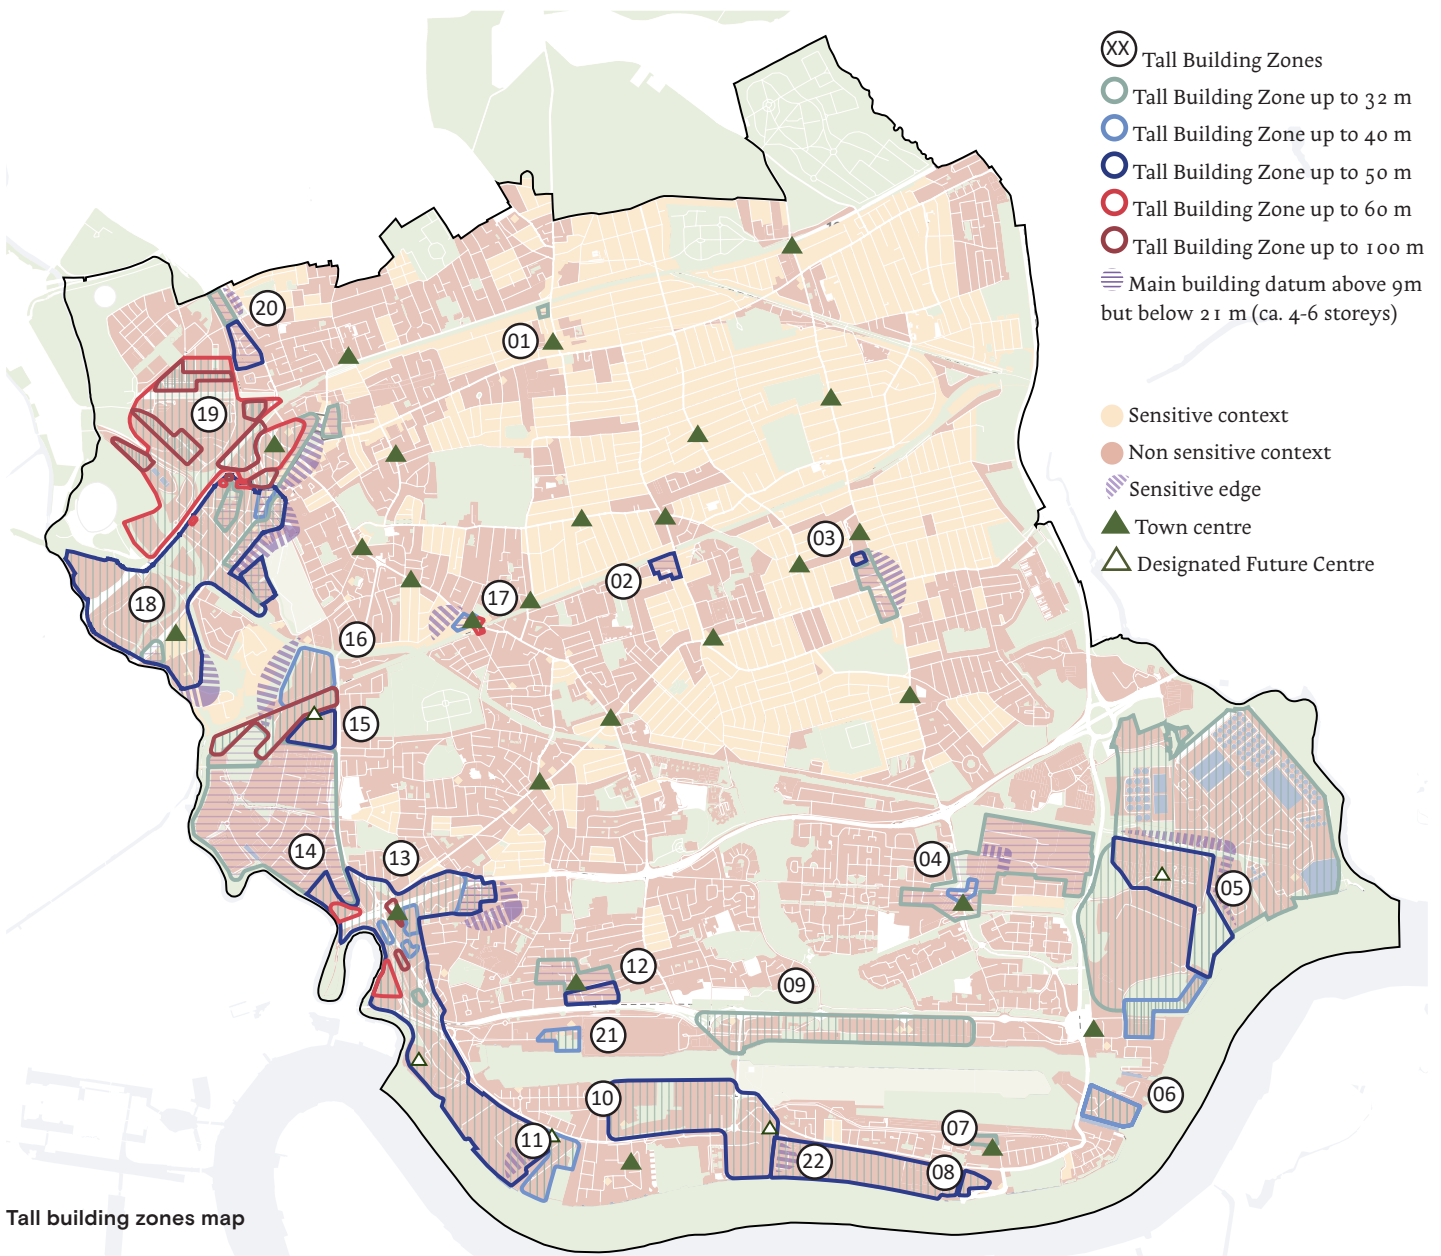 XX Tall Building Zones
Tall Building Zone up to 32 m
Tall Building Zone up to 40 m
Tall Building Zone up to 50 m
Tall Building Zone up to 60 m
Tall Building Zone up to 100 m
Main building datum above 9m
but below 21 m (ca. 4-6 storeys)
Sensitive context
Non sensitive context
Sensitive edge
Town centre
Designated Future Centre
20
01
19
03
02
17
18
16
15
14
13
04
05
12
09
21
10
06
07
11
22
08
Tall building zones map